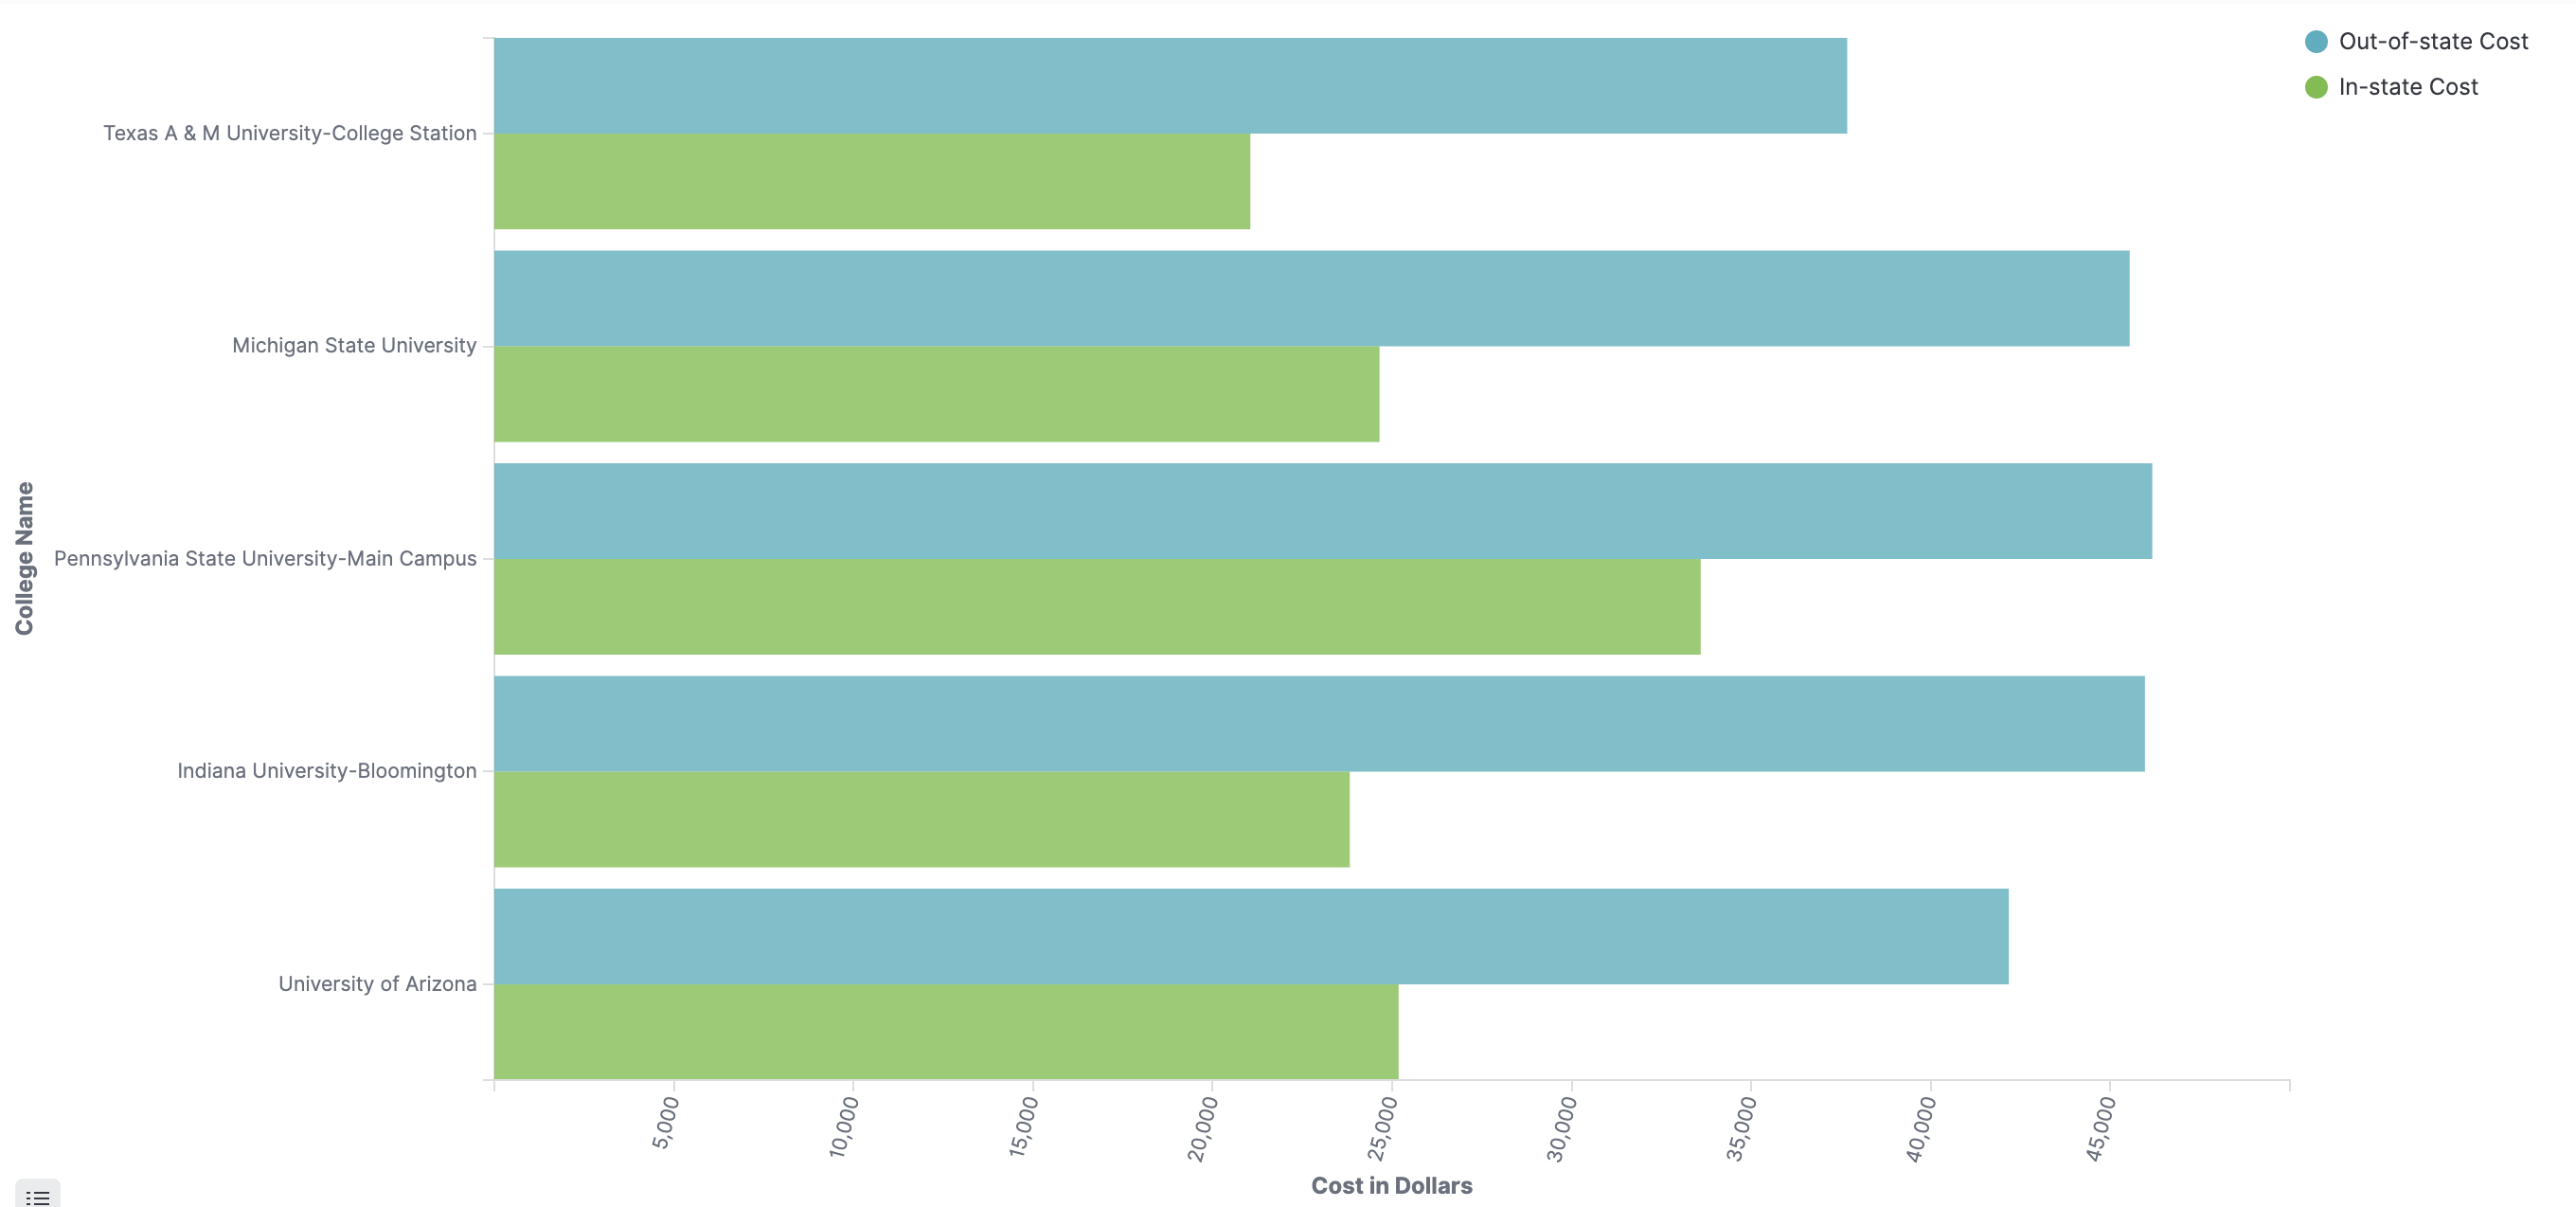 Out-of-state Cost
In-state Cost
College Name
Texas A & M University-College Station
Michigan State University
Pennsylvania State University-Main Campus
Indiana University-Bloomington
University of Arizona
5,000
10,000
15,000
20,000
25,000
30,000
35,000
40,000
45,000
Cost in Dollars